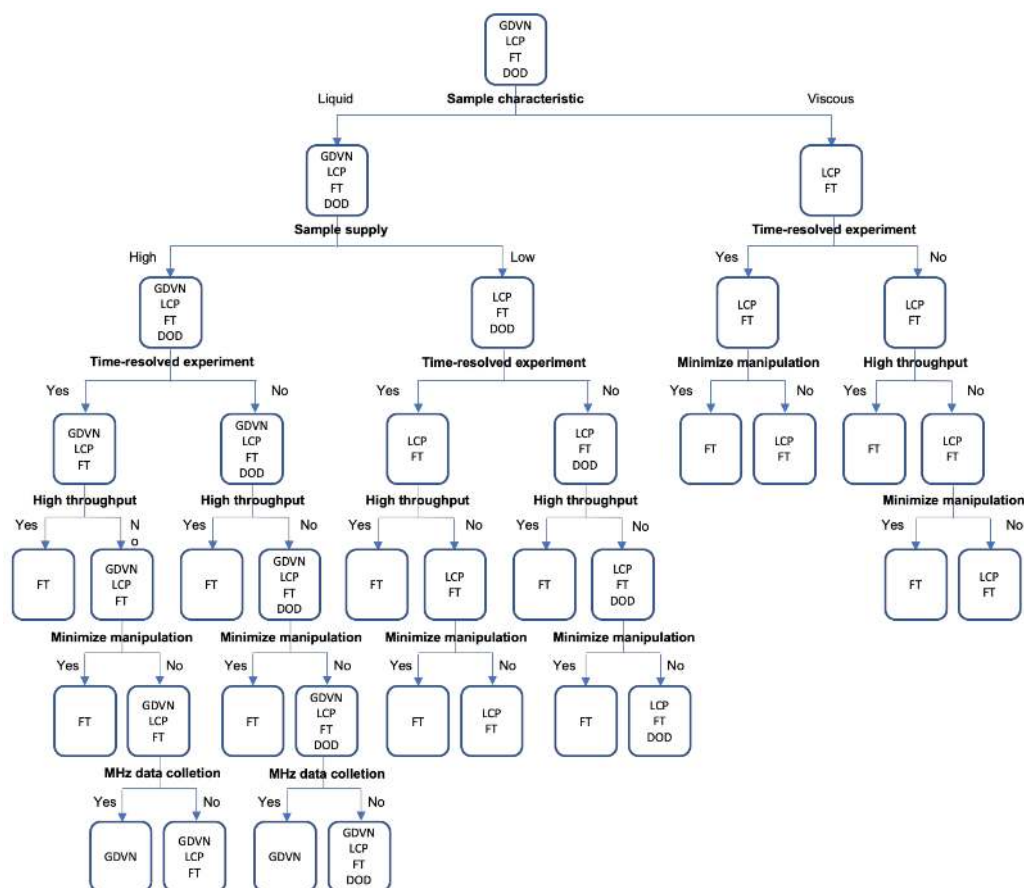 GDVN
LCP
FT
DOD
Sample characteristic
Liquid
Viscous
GDVN
LCP
FT
DOD
LCP
FT
Sample supply
Time-resolved experiment
High
Low
Yes
No
GDVN
LCP
FT
DOD
LCP
FT
DOD
LCP
FT
LCP
FT
Time-resolved experiment
Time-resolved experiment
Minimize manipulation
High throughput
Yes
No
Yes
No
Yes
No
Yes
No
GDVN
LCP
FT
GDVN
LCP
FT
DOD
LCP
FT
LCP
FT
DOD
FT
LCP
FT
FT
LCP
FT
High throughput
High throughput
High throughput
High throughput
Minimize manipulation
Yes
N
o
Yes
No
Yes
No
Yes
No
Yes
No
FT
GDVN
LCP
FT
FT
GDVN
LCP
FT
DOD
FT
LCP
FT
FT
LCP
FT
DOD
FT
LCP
FT
Minimize manipulation
Minimize manipulation
Minimize manipulation
Minimize manipulation
Yes
No
Yes
No
Yes
No
Yes
No
FT
GDVN
LCP
FT
FT
GDVN
LCP
FT
DOD
FT
LCP
FT
FT
LCP
FT
DOD
MHz data colletion
MHz data colletion
Yes
No
Yes
No
GDVN
GDVN
LCP
FT
GDVN
GDVN
LCP
FT
DOD